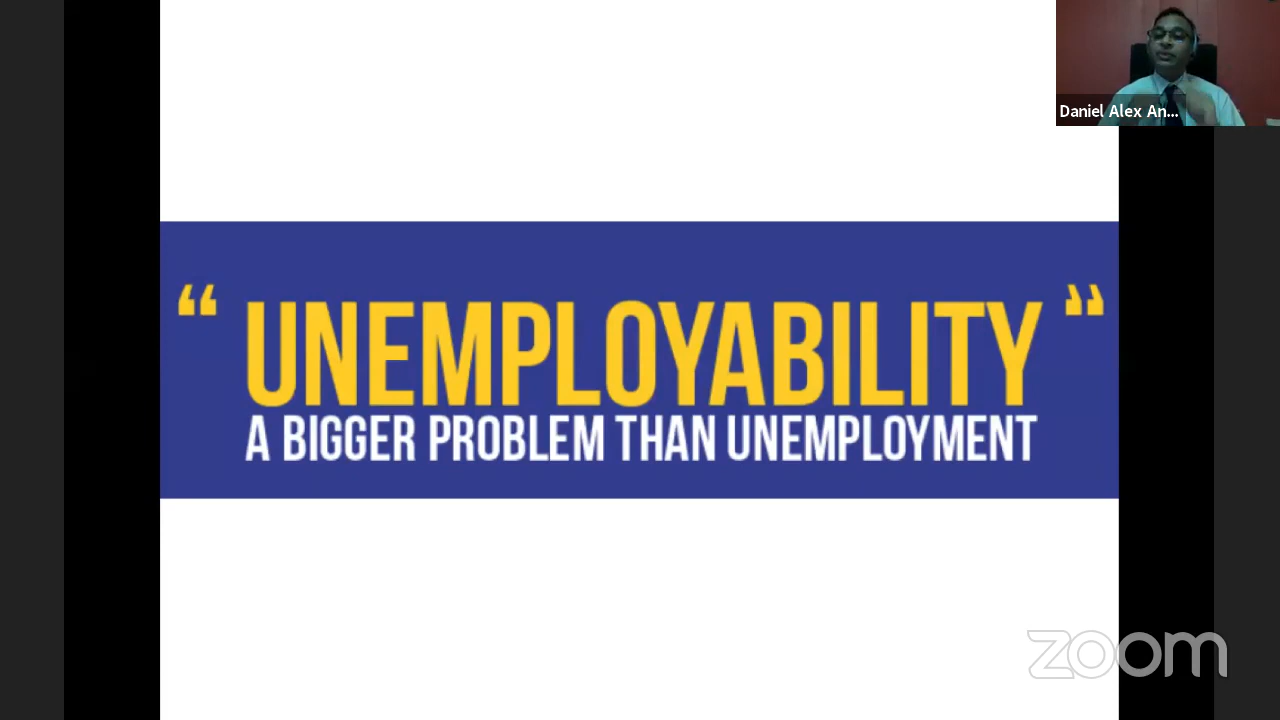 Daniel Alex An...
“ UNEMPLOYABILITY ”
A BIGGER PROBLEM THAN UNEMPLOYMENT
zoom